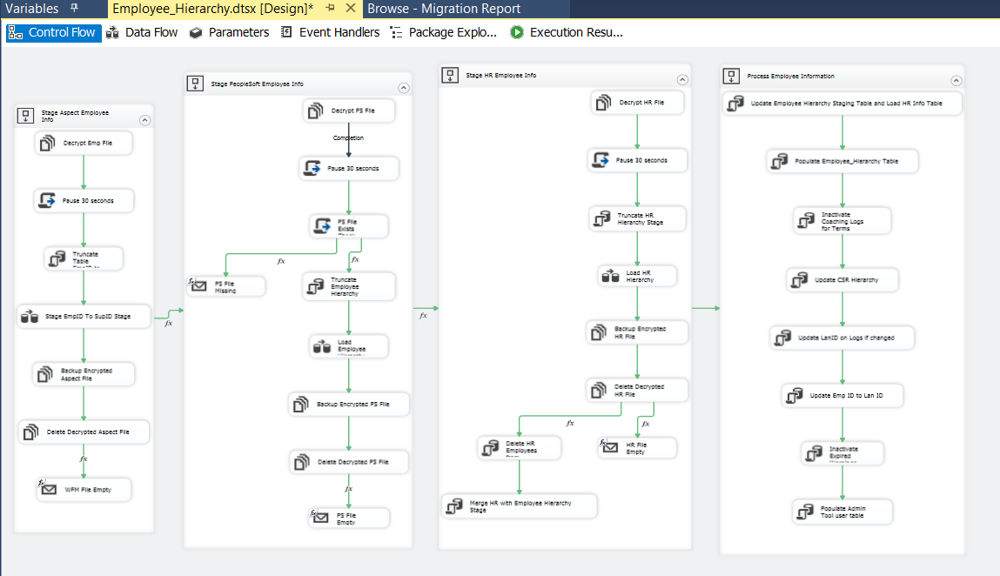 Variables
Employee_Hierarchy.dtsx [Design]*
Browse - Migration Report
Control Flow
Data Flow
Parameters
Event Handlers
Package Explo...
Execution Resu...
Stage Aspect Employee
Info
Decrypt Emp File
Pause 30 seconds
Truncate
Table
Stage EmpID To SupID Stage
Backup Encrypted
Aspect File
Delete Decrypted Aspect File
fx
fx
WFM File Empty
fx
Stage PeopleSoft Employee Info
Decrypt PS File
Completion
Pause 30 seconds
PS File
Exists
fx
fx
fx
PS File
Missing
Truncate
Employee
Hierarchy
Load
Employee
Backup Encrypted PS File
Delete Decrypted PS File
fx
fx
PS File
Empty
fx
Stage HR Employee Info
Decrypt HR File
Pause 30 seconds
Truncate HR
Hierarchy Stage
Load HR
Hierarchy
Backup Encrypted
HR File
Delete Decrypted
HR File
fx
fx
Delete HR
Employees
fx
HR File
Empty
Merge HR with Employee Hierarchy
Stage
Process Employee Information
Update Employee Hierarchy Staging Table and Load HR Info Table
Populate Employee_Hierarchy Table
Inactivate
Coaching Logs
for Terms
Update CSR Hierarchy
Update LanID on Logs if changed
Update Emp ID to Lan ID
Inactivate
Expired
Populate Admin
Tool user table